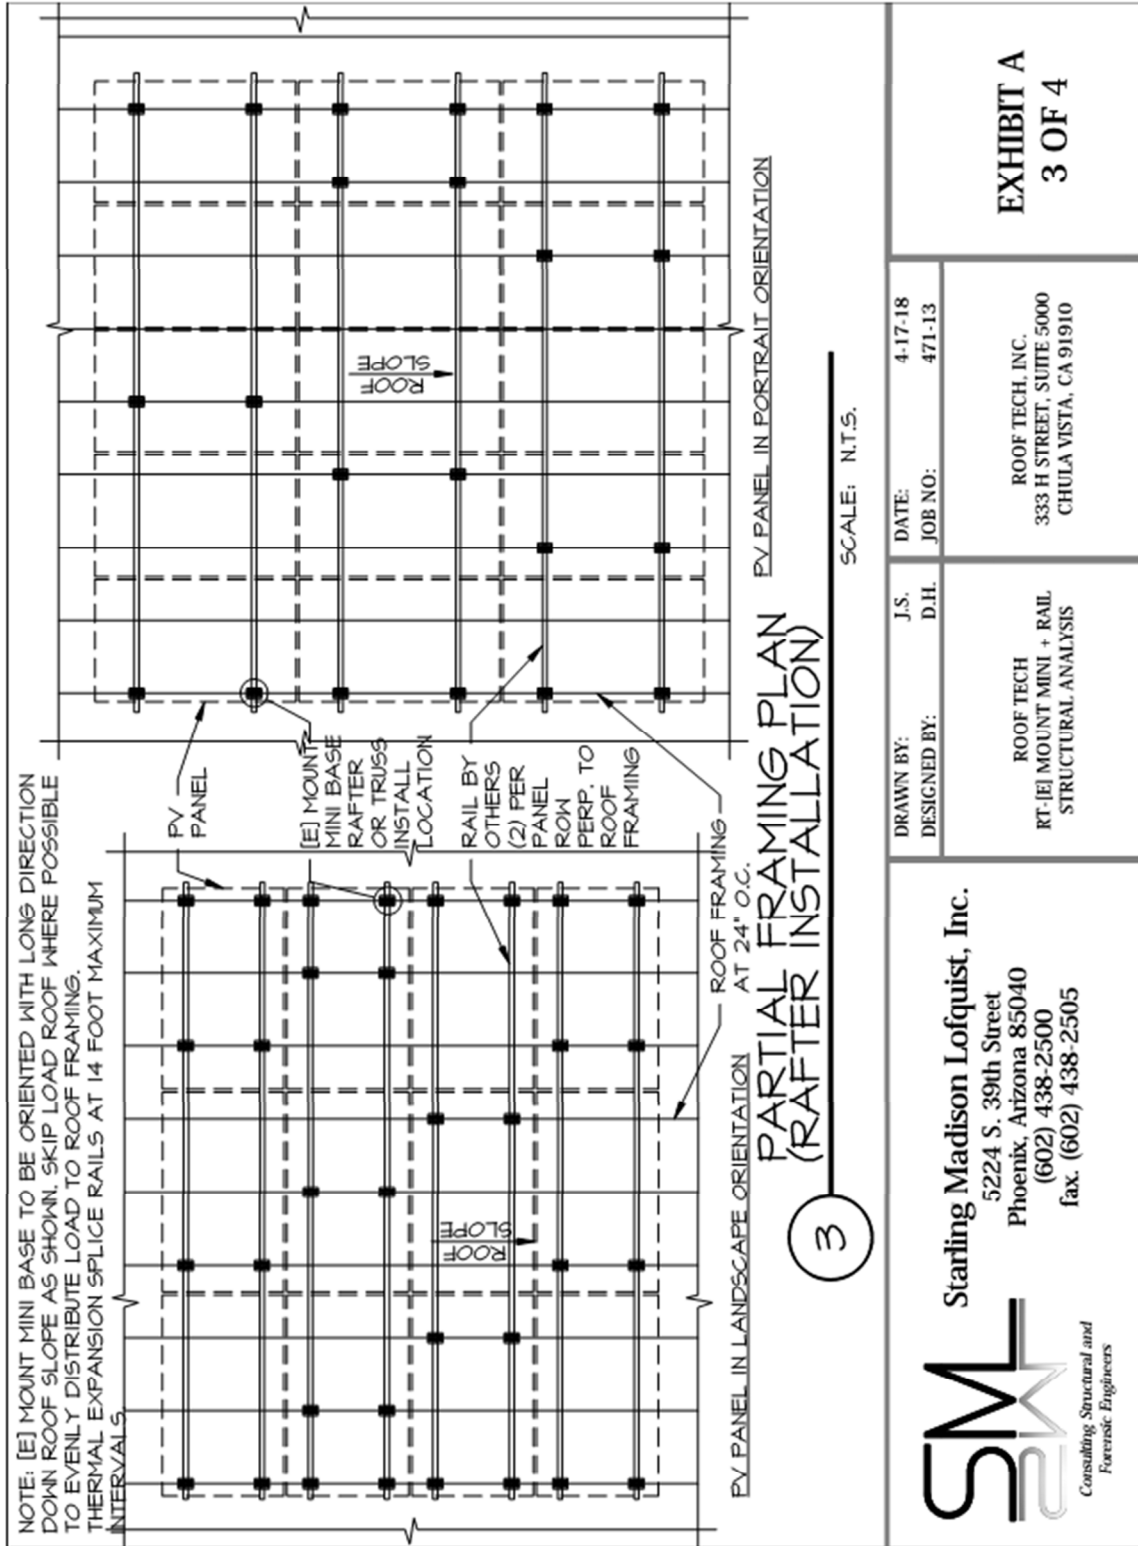 NOTE: [E] MOUNT MINI BASE TO BE ORIENTED WITH LONG DIRECTION
DOWN ROOF SLOPE AS SHOWN. SKIP LOAD ROOF WHERE POSSIBLE
TO EVENLY DISTRIBUTE LOAD TO ROOF FRAMING.
THERMAL EXPANSION SPLICE RAILS AT 14 FOOT MAXIMUM
INTERVALS.
PV
PANEL
[E] MOUNT
MINI BASE
RAFTER
OR TRUSS
INSTALL
LOCATION
RAIL BY
OTHERS
(2) PER
PANEL
ROW
PERP. TO
ROOF
FRAMING
ROOF FRAMING
AT 24" O.C.
ROOF
SLOPE
ROOF
SLOPE
PV PANEL IN LANDSCAPE ORIENTATION
PV PANEL IN PORTRAIT ORIENTATION
3
PARTIAL FRAMING PLAN
(RAFTER INSTALLATION)
SCALE: N.T.S.
SML
Consulting Structural and
Forensic Engineers
Starling Madison Lofquist, Inc.
5224 S. 39th Street
Phoenix, Arizona 85040
(602) 438-2500
fax. (602) 438-2505
DRAWN BY: J.S.
DESIGNED BY: D.H.
ROOF TECH
RT-[E] MOUNT MINI + RAIL
STRUCTURAL ANALYSIS
DATE: 4-17-18
JOB NO: 471-13
ROOF TECH, INC.
333 H STREET, SUITE 5000
CHULA VISTA, CA 91910
EXHIBIT A
3 OF 4